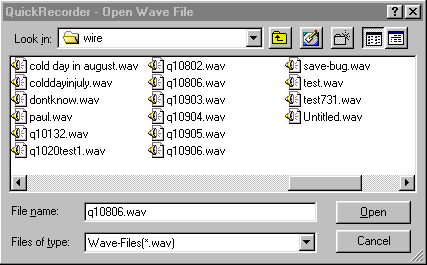 QuickRecorder - Open Wave File
Look in: wire
cold day in august.wav q10802.wav save-bug.wav
colddayinjuly.wav q10806.wav test.wav
dontknow.wav q10903.wav test731.wav
paul.wav q10904.wav Untitled.wav
q10132.wav q10905.wav
q1020test1.wav q10906.wav
File name: q10806.wav Open
Files of type: Wave-Files(*.wav) Cancel